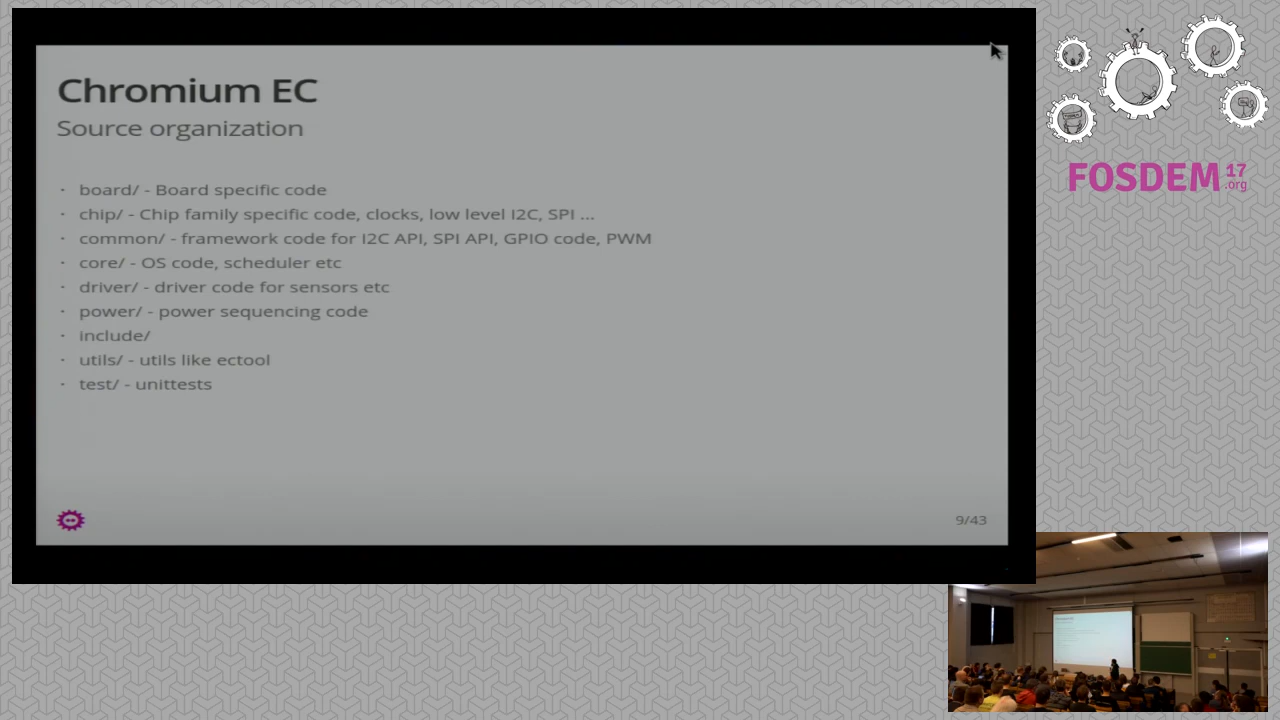 Chromium EC
Source organization
· board/ - Board specific code
· chip/ - Chip family specific code, clocks, low level I2C, SPI ...
· common/ - framework code for I2C API, SPI API, GPIO code, PWM
· core/ - OS code, scheduler etc
· driver/ - driver code for sensors etc
· power/ - power sequencing code
· include/
· utils/ - utils like ectool
· test/ - unittests
9/43
FOSDEM 17
.org